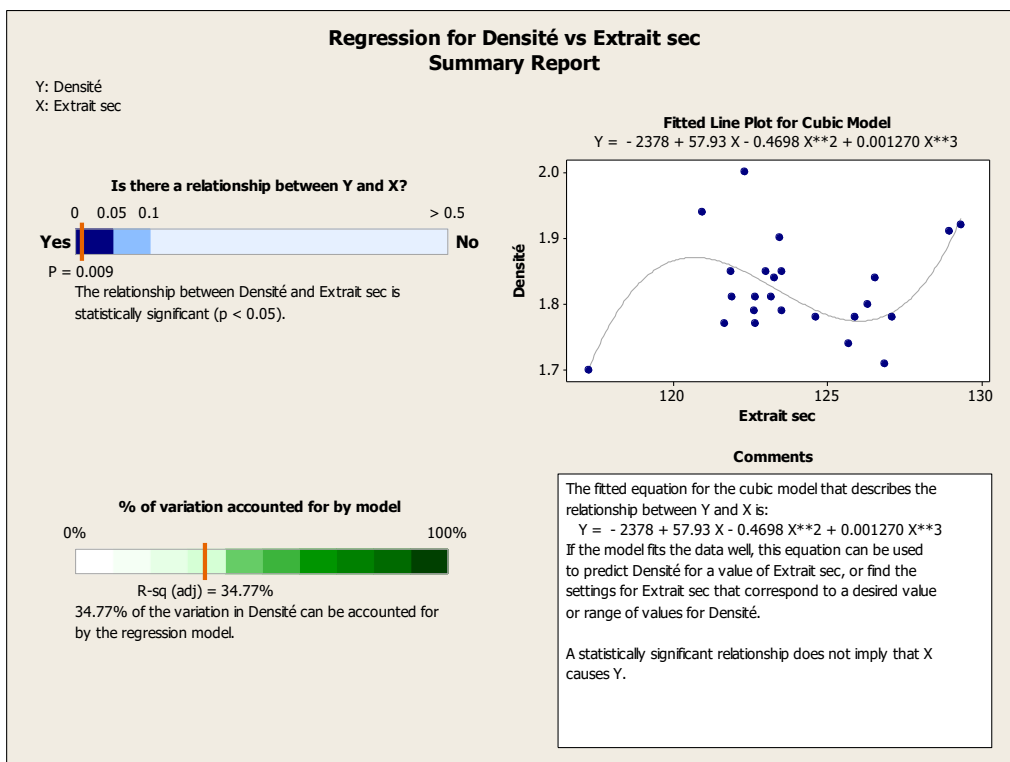 Regression for Densité vs Extrait sec
Summary Report
Y: Densité
X: Extrait sec
Is there a relationship between Y and X?
0 0.05 0.1 > 0.5
Yes No
P = 0.009
The relationship between Densité and Extrait sec is
statistically significant (p < 0.05).
% of variation accounted for by model
0% 100%
R-sq (adj) = 34.77%
34.77% of the variation in Densité can be accounted for
by the regression model.
Fitted Line Plot for Cubic Model
Y = - 2378 + 57.93 X - 0.4698 X**2 + 0.001270 X**3
2.0
1.9
1.8
1.7
Densité
120 125 130
Extrait sec
Comments
The fitted equation for the cubic model that describes the
relationship between Y and X is:
Y = - 2378 + 57.93 X - 0.4698 X**2 + 0.001270 X**3
If the model fits the data well, this equation can be used
to predict Densité for a value of Extrait sec, or find the
settings for Extrait sec that correspond to a desired value
or range of values for Densité.
A statistically significant relationship does not imply that X
causes Y.